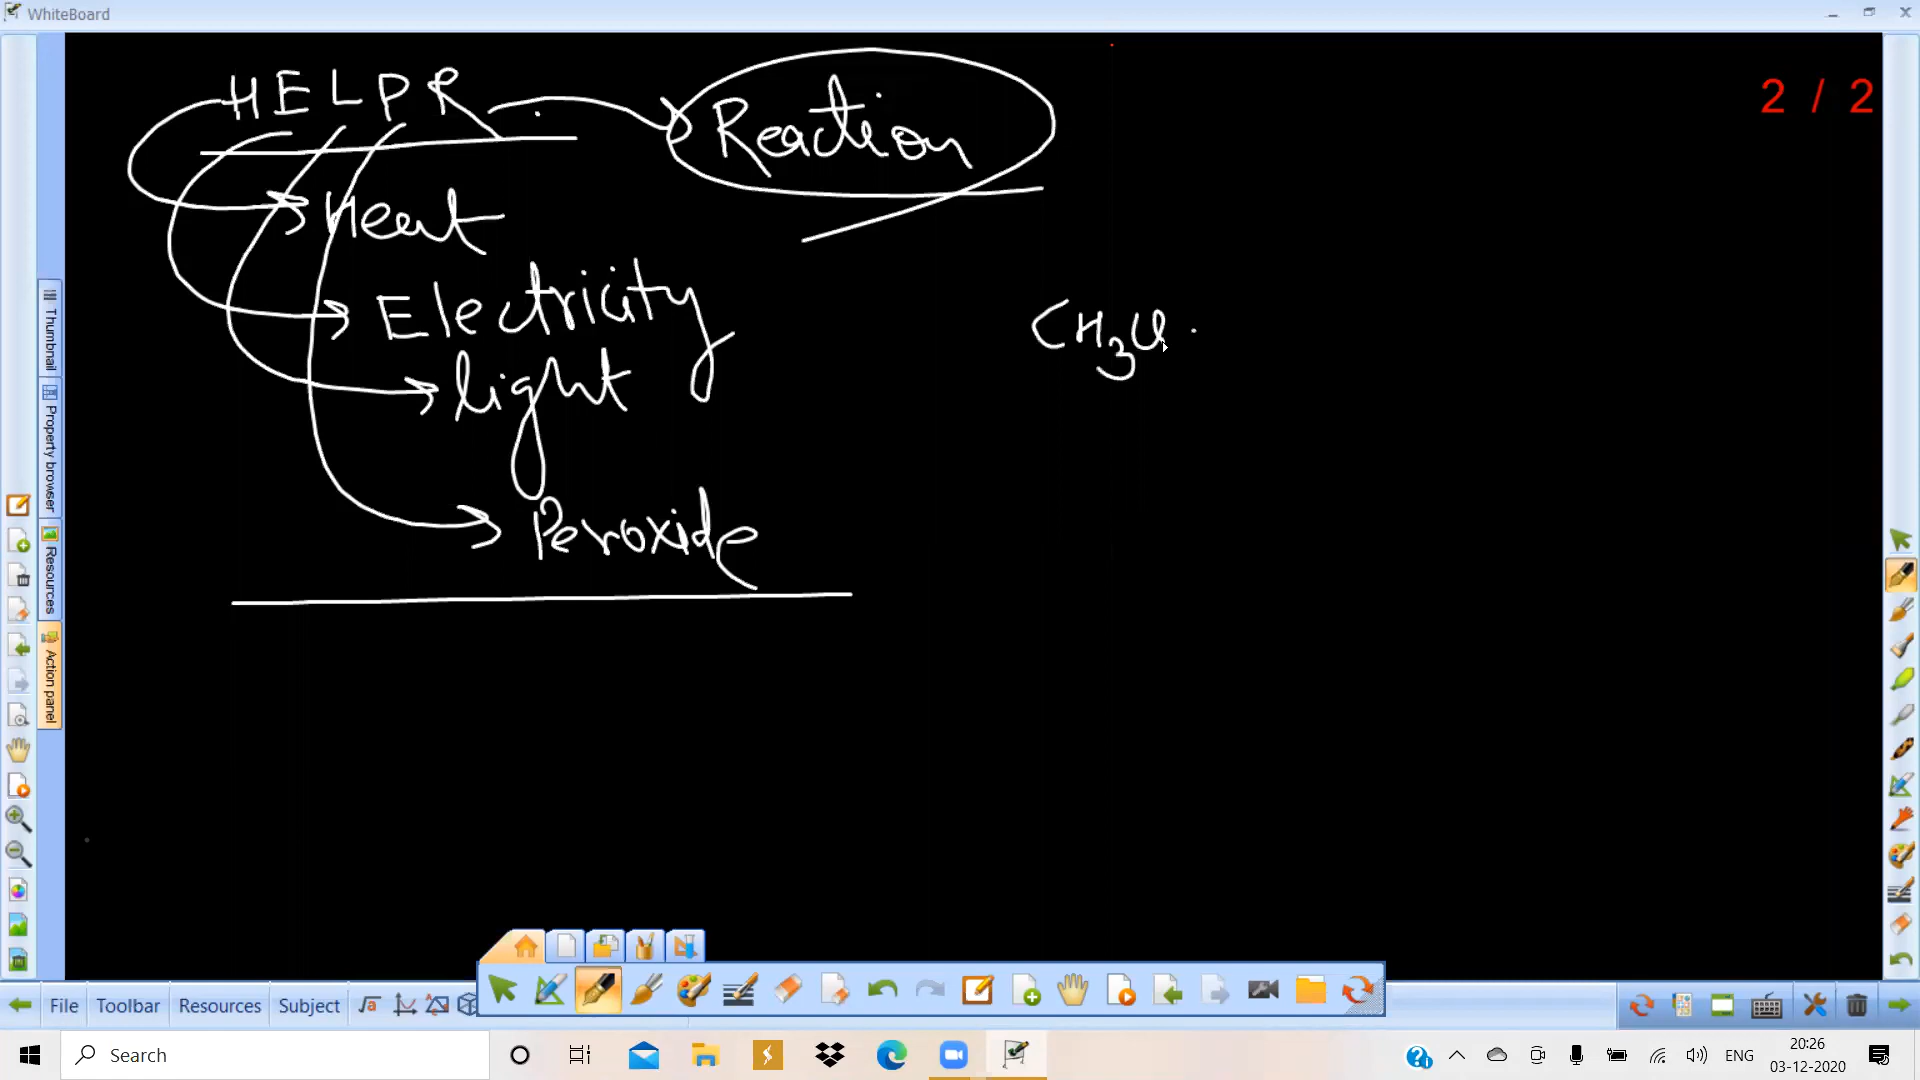 WhiteBoard
HELPR
Reaction
2 / 2
Heat
Electricity
light
CH3Cl
Peroxide
Thumbnail
Property browser
Resources
Action panel
File
Toolbar
Resources
Subject
Search
ENG
20:26
03-12-2020